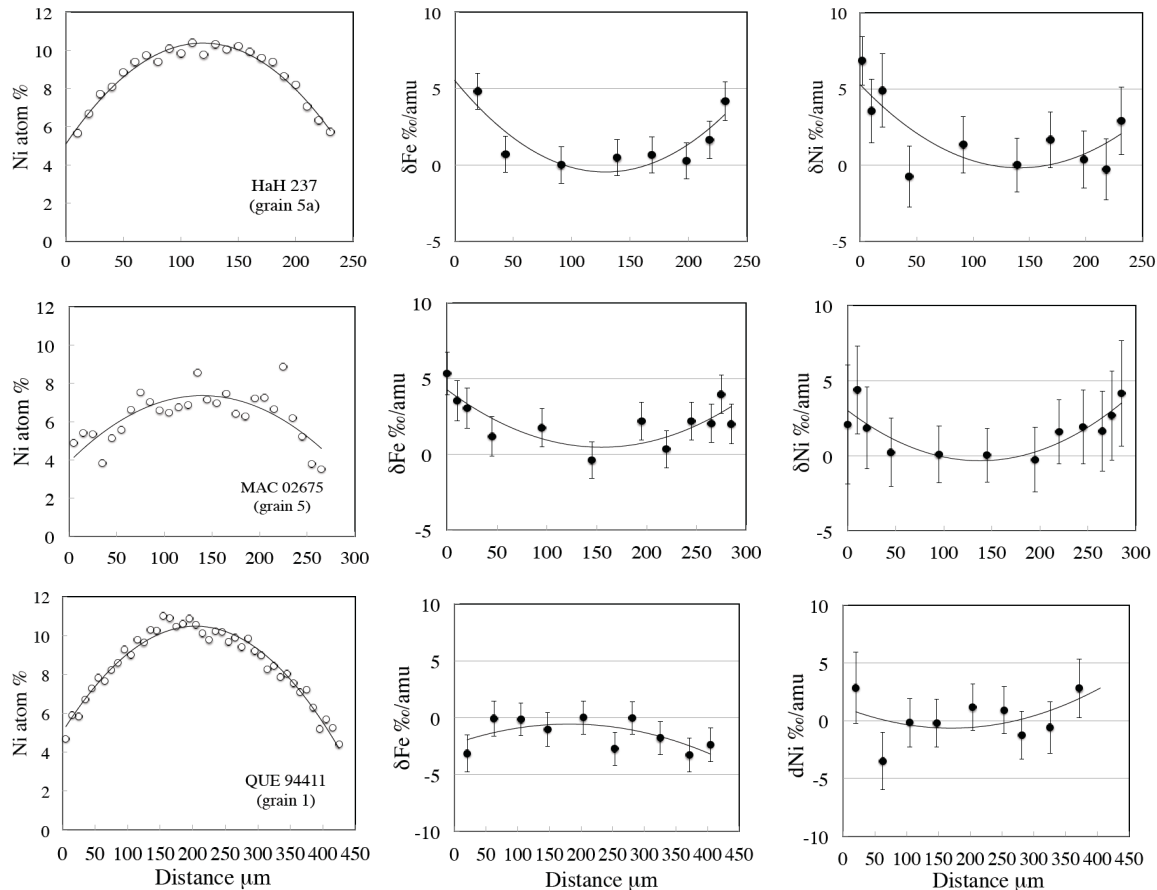 12
10
8
6
4
2
0
Ni atom %
HaH 237
(grain 5a)
0 50 100 150 200 250
10
5
0
-5
δFe ‰/amu
0 50 100 150 200 250
10
5
0
-5
δNi ‰/amu
0 50 100 150 200 250
12
10
8
6
4
2
0
Ni atom %
MAC 02675
(grain 5)
0 50 100 150 200 250 300
10
5
0
-5
δFe ‰/amu
0 50 100 150 200 250 300
10
5
0
-5
δNi ‰/amu
0 50 100 150 200 250 300
12
10
8
6
4
2
0
Ni atom %
QUE 94411
(grain 1)
0 50 100 150 200 250 300 350 400 450
Distance μm
10
5
0
-5
-10
δFe ‰/amu
0 50 100 150 200 250 300 350 400 450
Distance μm
10
5
0
-5
-10
dNi ‰/amu
0 50 100 150 200 250 300 350 400 450
Distance μm